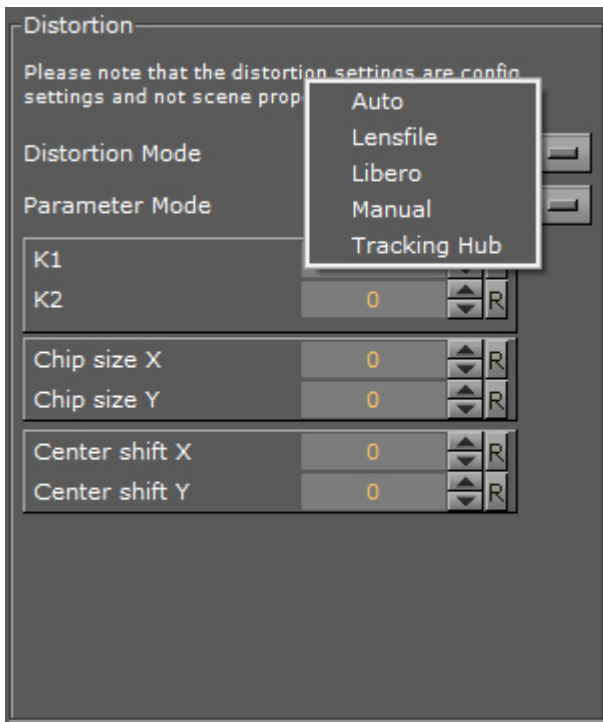 Distortion
Please note that the distortion settings are config
settings and not scene prop
Auto
Lensfile
Libero
Manual
Tracking Hub
Distortion Mode
Parameter Mode
K1
K2 0 R
Chip size X 0 R
Chip size Y 0 R
Center shift X 0 R
Center shift Y 0 R